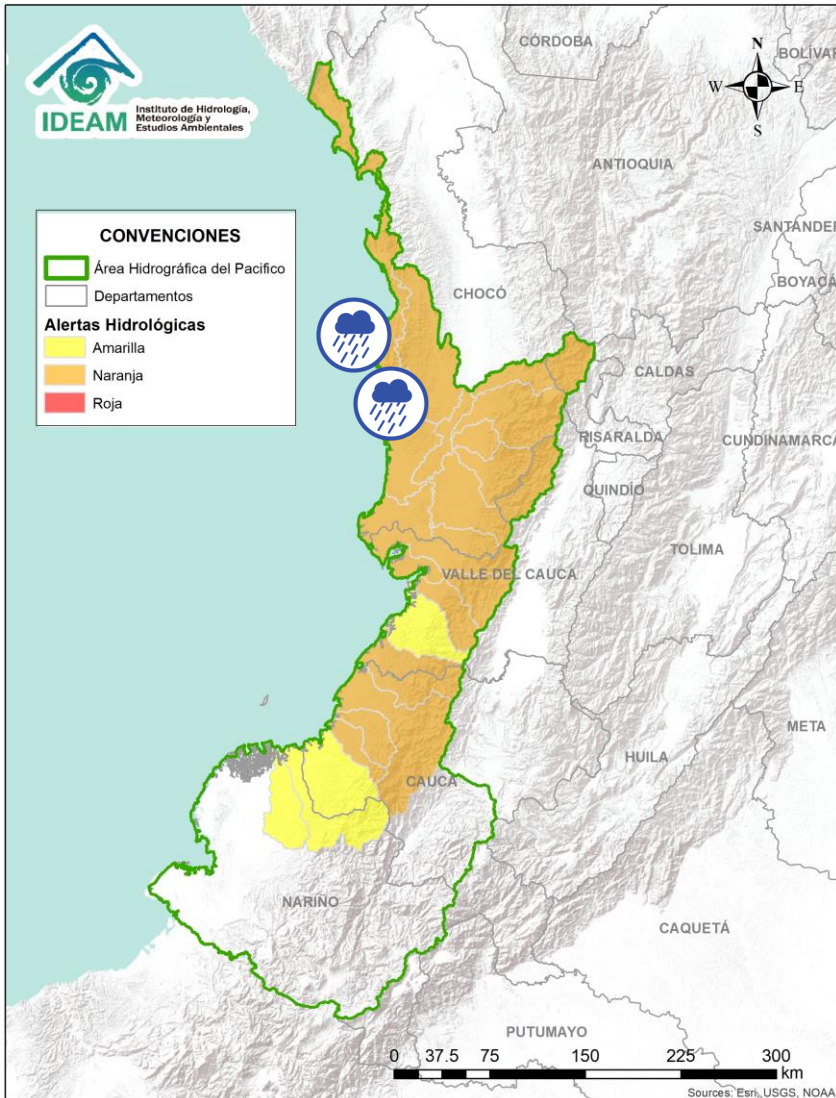 IDEAM
Instituto de Hidrología,
Meteorología y
Estudios Ambientales
CONVENCIONES
Área Hidrográfica del Pacifico
Departamentos
Alertas Hidrológicas
Amarilla
Naranja
Roja
N
W
E
S
CÓRDOBA
BOLÍVAR
ANTIOQUIA
SANTANDER
BOYACÁ
CHOCÓ
CALDAS
RISARALDA
CUNDINAMARCA
QUINDÍO
TOLIMA
VALLE DEL CAUCA
META
HUILA
CAUCA
NARIÑO
CAQUETÁ
PUTUMAYO
0 37.5 75 150 225 300
km
Sources: Esri, USGS, NOAA